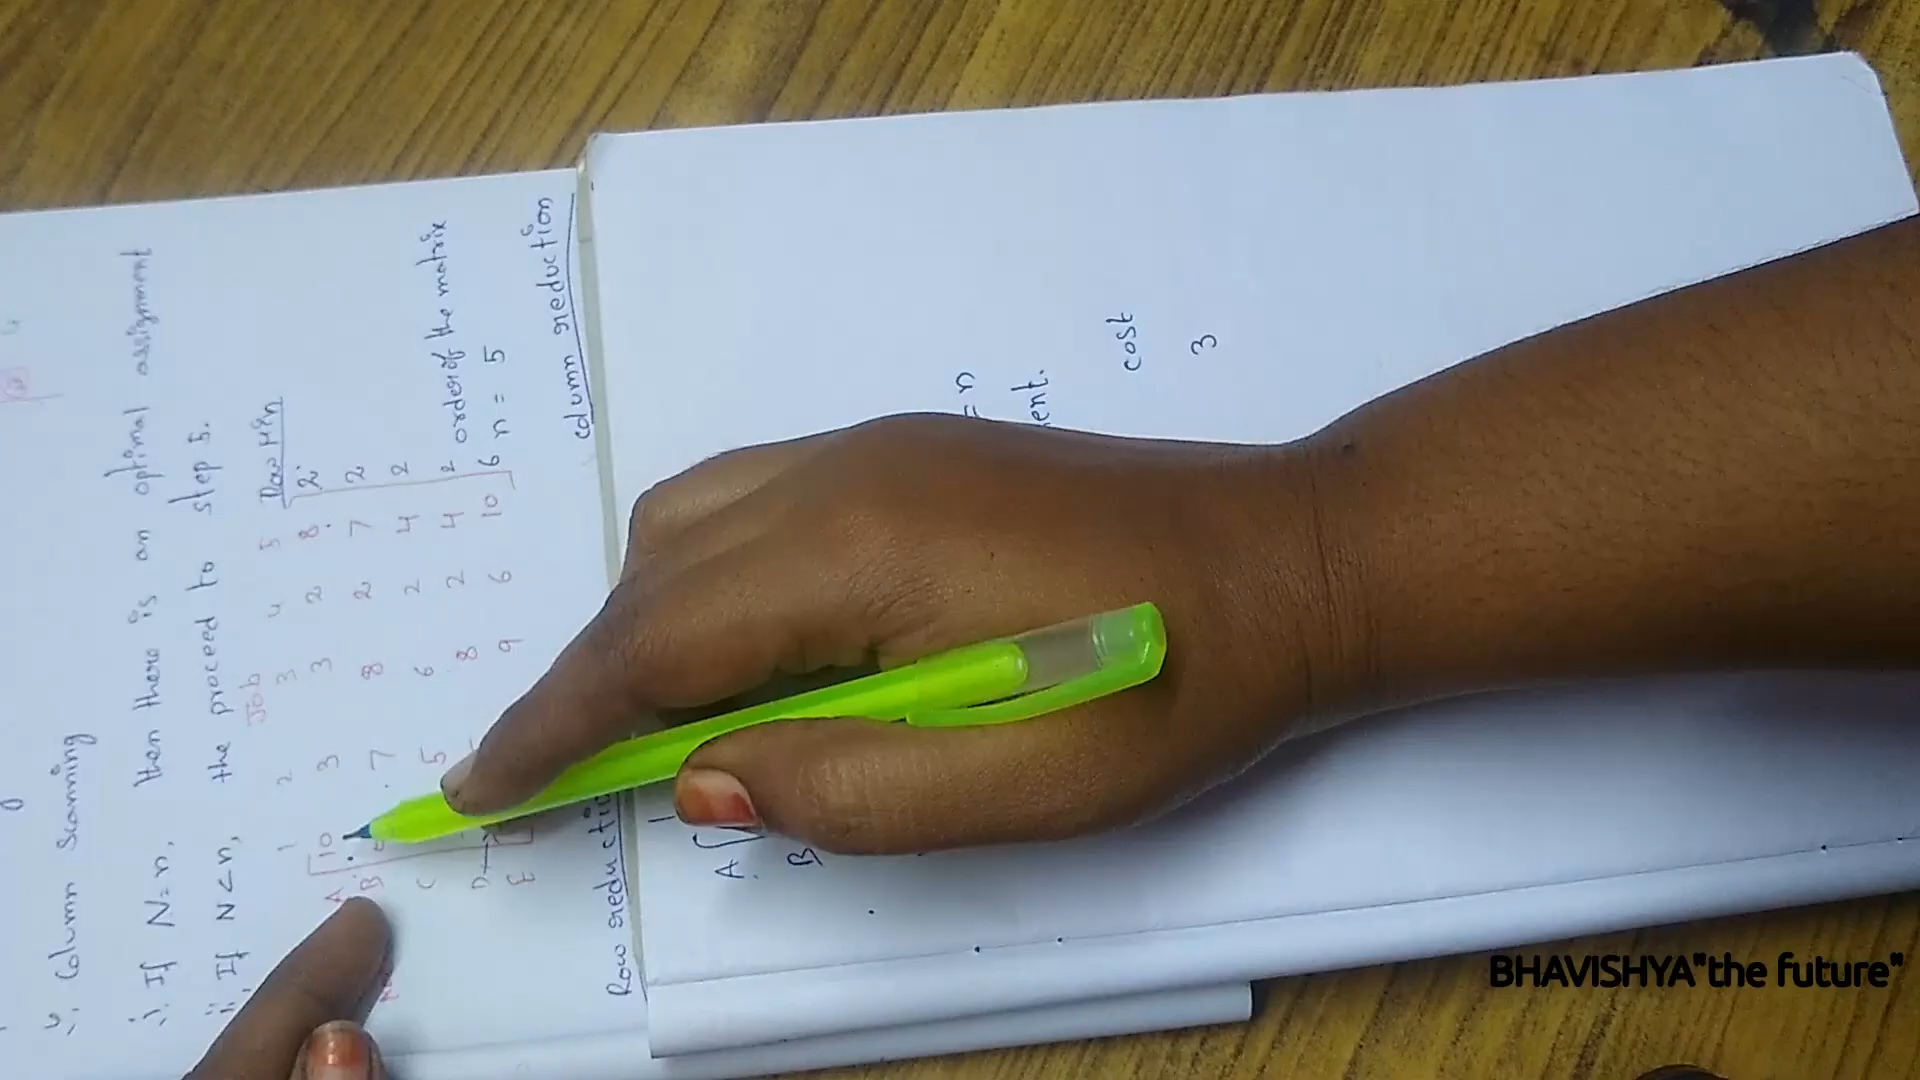 ii, Column Scanning
i, If N=n, then there is an optimal assignment
ii, If N<n, the proceed to step 5.
Job
1 2 3 4 5 Row Min
A 10 3 3 2 8 2
B 7 8 2 7 2
C 5 6 2 4 2
D 8 2 4 2 order of the matrix
E 9 6 10 6 n = 5
Row reduction column reduction
1
A
B
= n
ent.
cost
3
BHAVISHYA"the future"